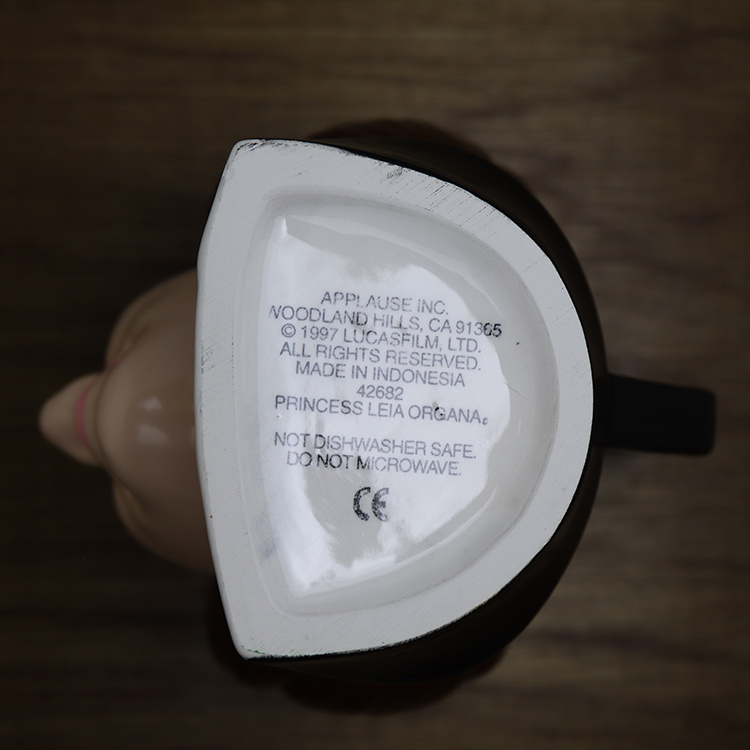 APPLAUSE INC.
WOODLAND HILLS, CA 91365
© 1997 LUCASFILM, LTD.
ALL RIGHTS RESERVED.
MADE IN INDONESIA
42682
PRINCESS LEIA ORGANA.
NOT DISHWASHER SAFE.
DO NOT MICROWAVE.
CE